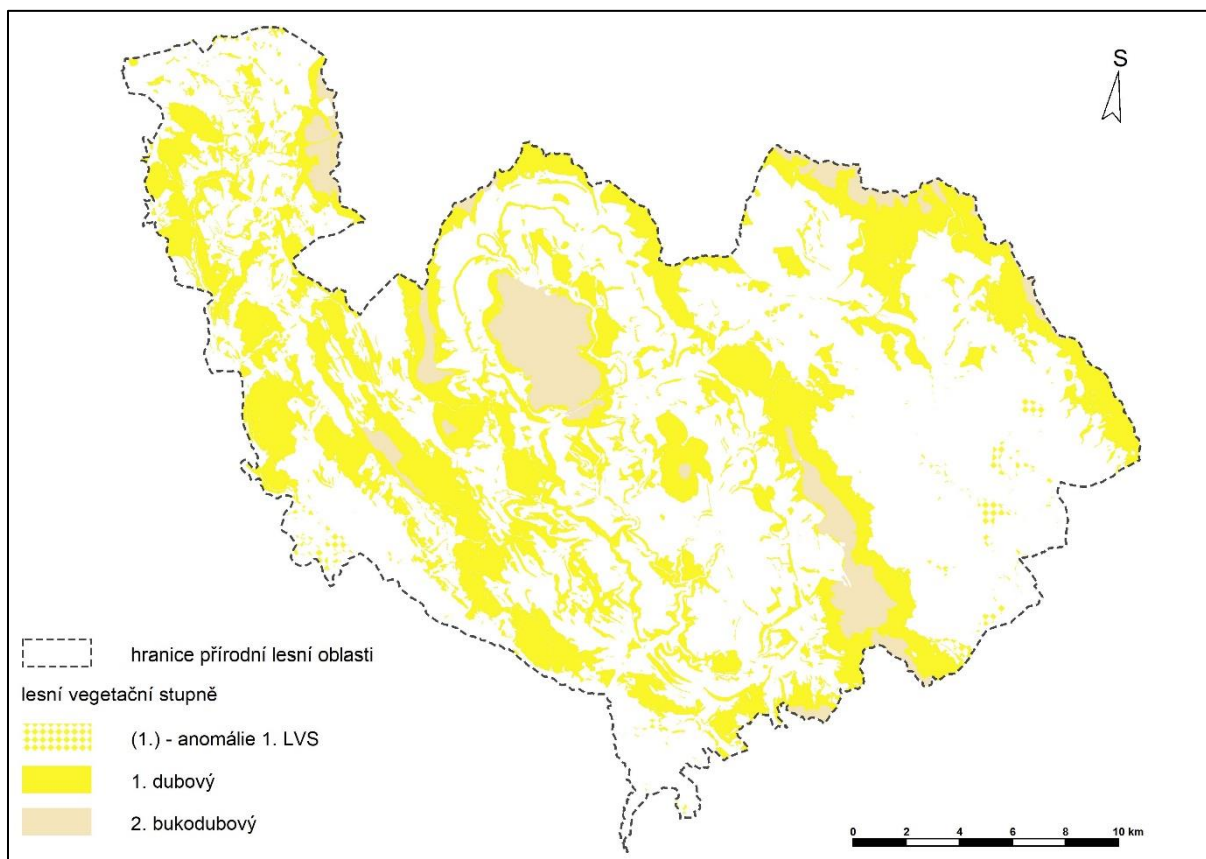 S
hranice přírodní lesní oblasti
lesní vegetační stupně
(1.) - anomálie 1. LVS
1. dubový
2. bukodubový
0 2 4 6 8 10 km